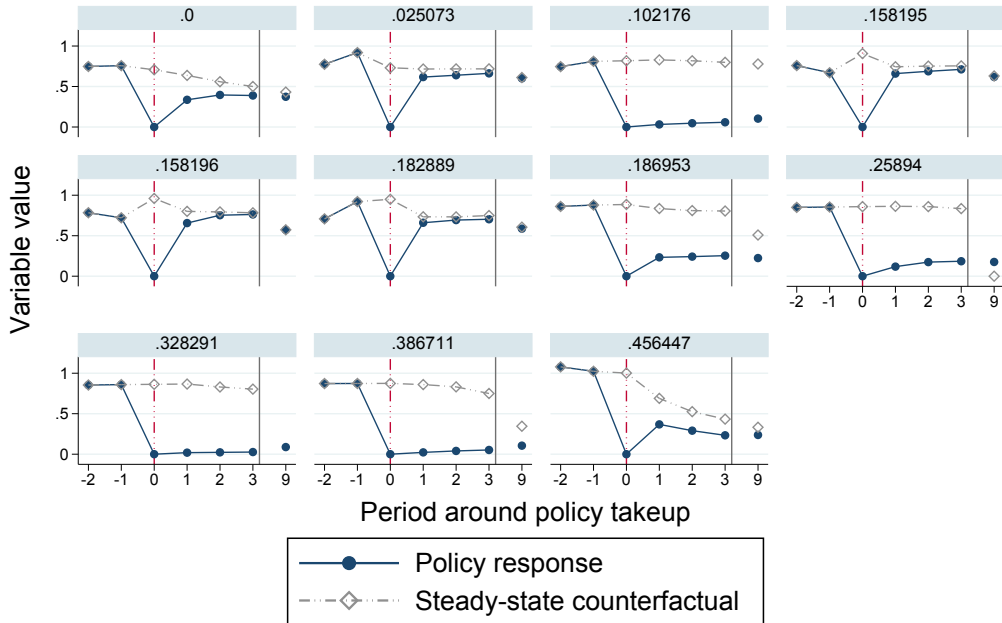 .0 .025073 .102176 .158195
1
.5
0
.158196 .182889 .186953 .25894
1
.5
0
-2 -1 0 1 2 3 9
.328291 .386711 .456447
1
.5
0
-2 -1 0 1 2 3 9 -2 -1 0 1 2 3 9 -2 -1 0 1 2 3 9
Variable value
Period around policy takeup
Policy response
Steady-state counterfactual